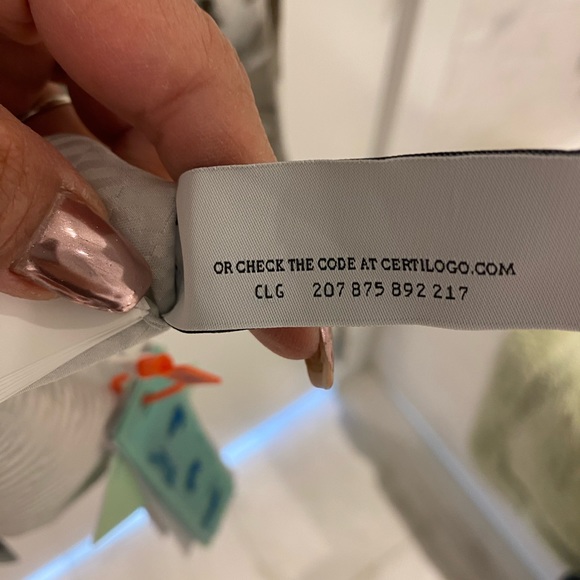 OR CHECK THE CODE AT CERTILOGO.COM
CLG 207 875 892 217